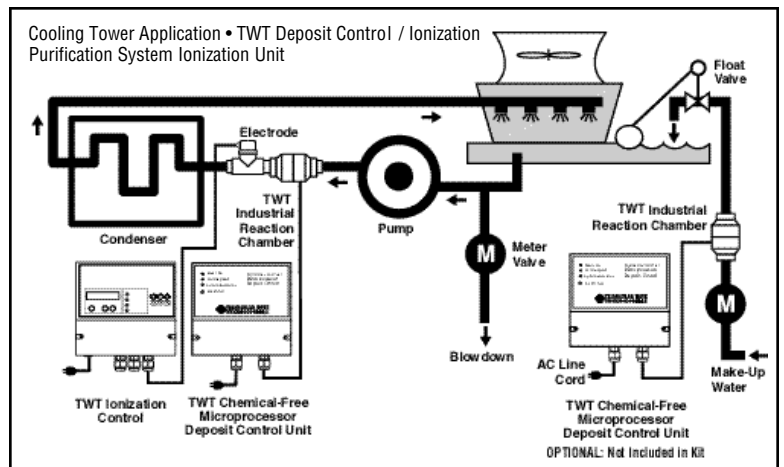 Cooling Tower Application • TWT Deposit Control / Ionization
Purification System Ionization Unit
Float
Valve
Electrode
TWT
Industrial
Reaction
Chamber
Condenser
Pump
TWT Industrial
Reaction Chamber
M
Meter
Valve
M
Blowdown
AC Line
Cord
Make-Up
Water
TWT Ionization
Control
TWT Chemical-Free
Microprocessor
Deposit Control Unit
TWT Chemical-Free
Microprocessor
Deposit Control Unit
OPTIONAL: Not Included in Kit